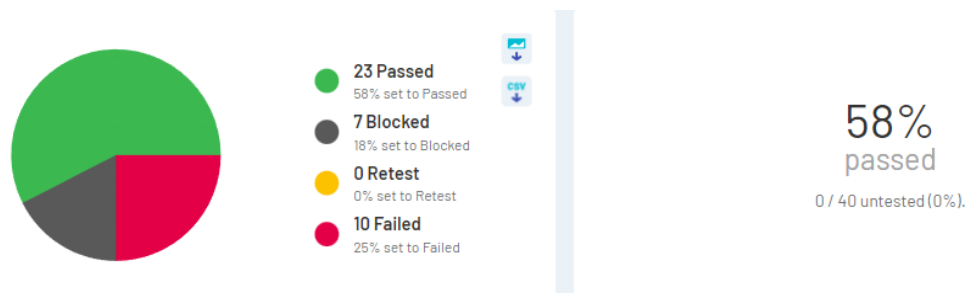 23 Passed
58% set to Passed
7 Blocked
18% set to Blocked
0 Retest
0% set to Retest
10 Failed
25% set to Failed
CSV
58%
passed
0 / 40 untested (0%).